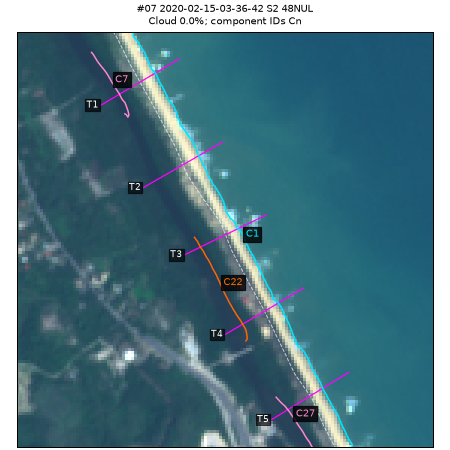 #07 2020-02-15-03-36-42 S2 48NUL
Cloud 0.0%; component IDs Cn
C7
T1
T2
C1
T3
C22
T4
C27
T5